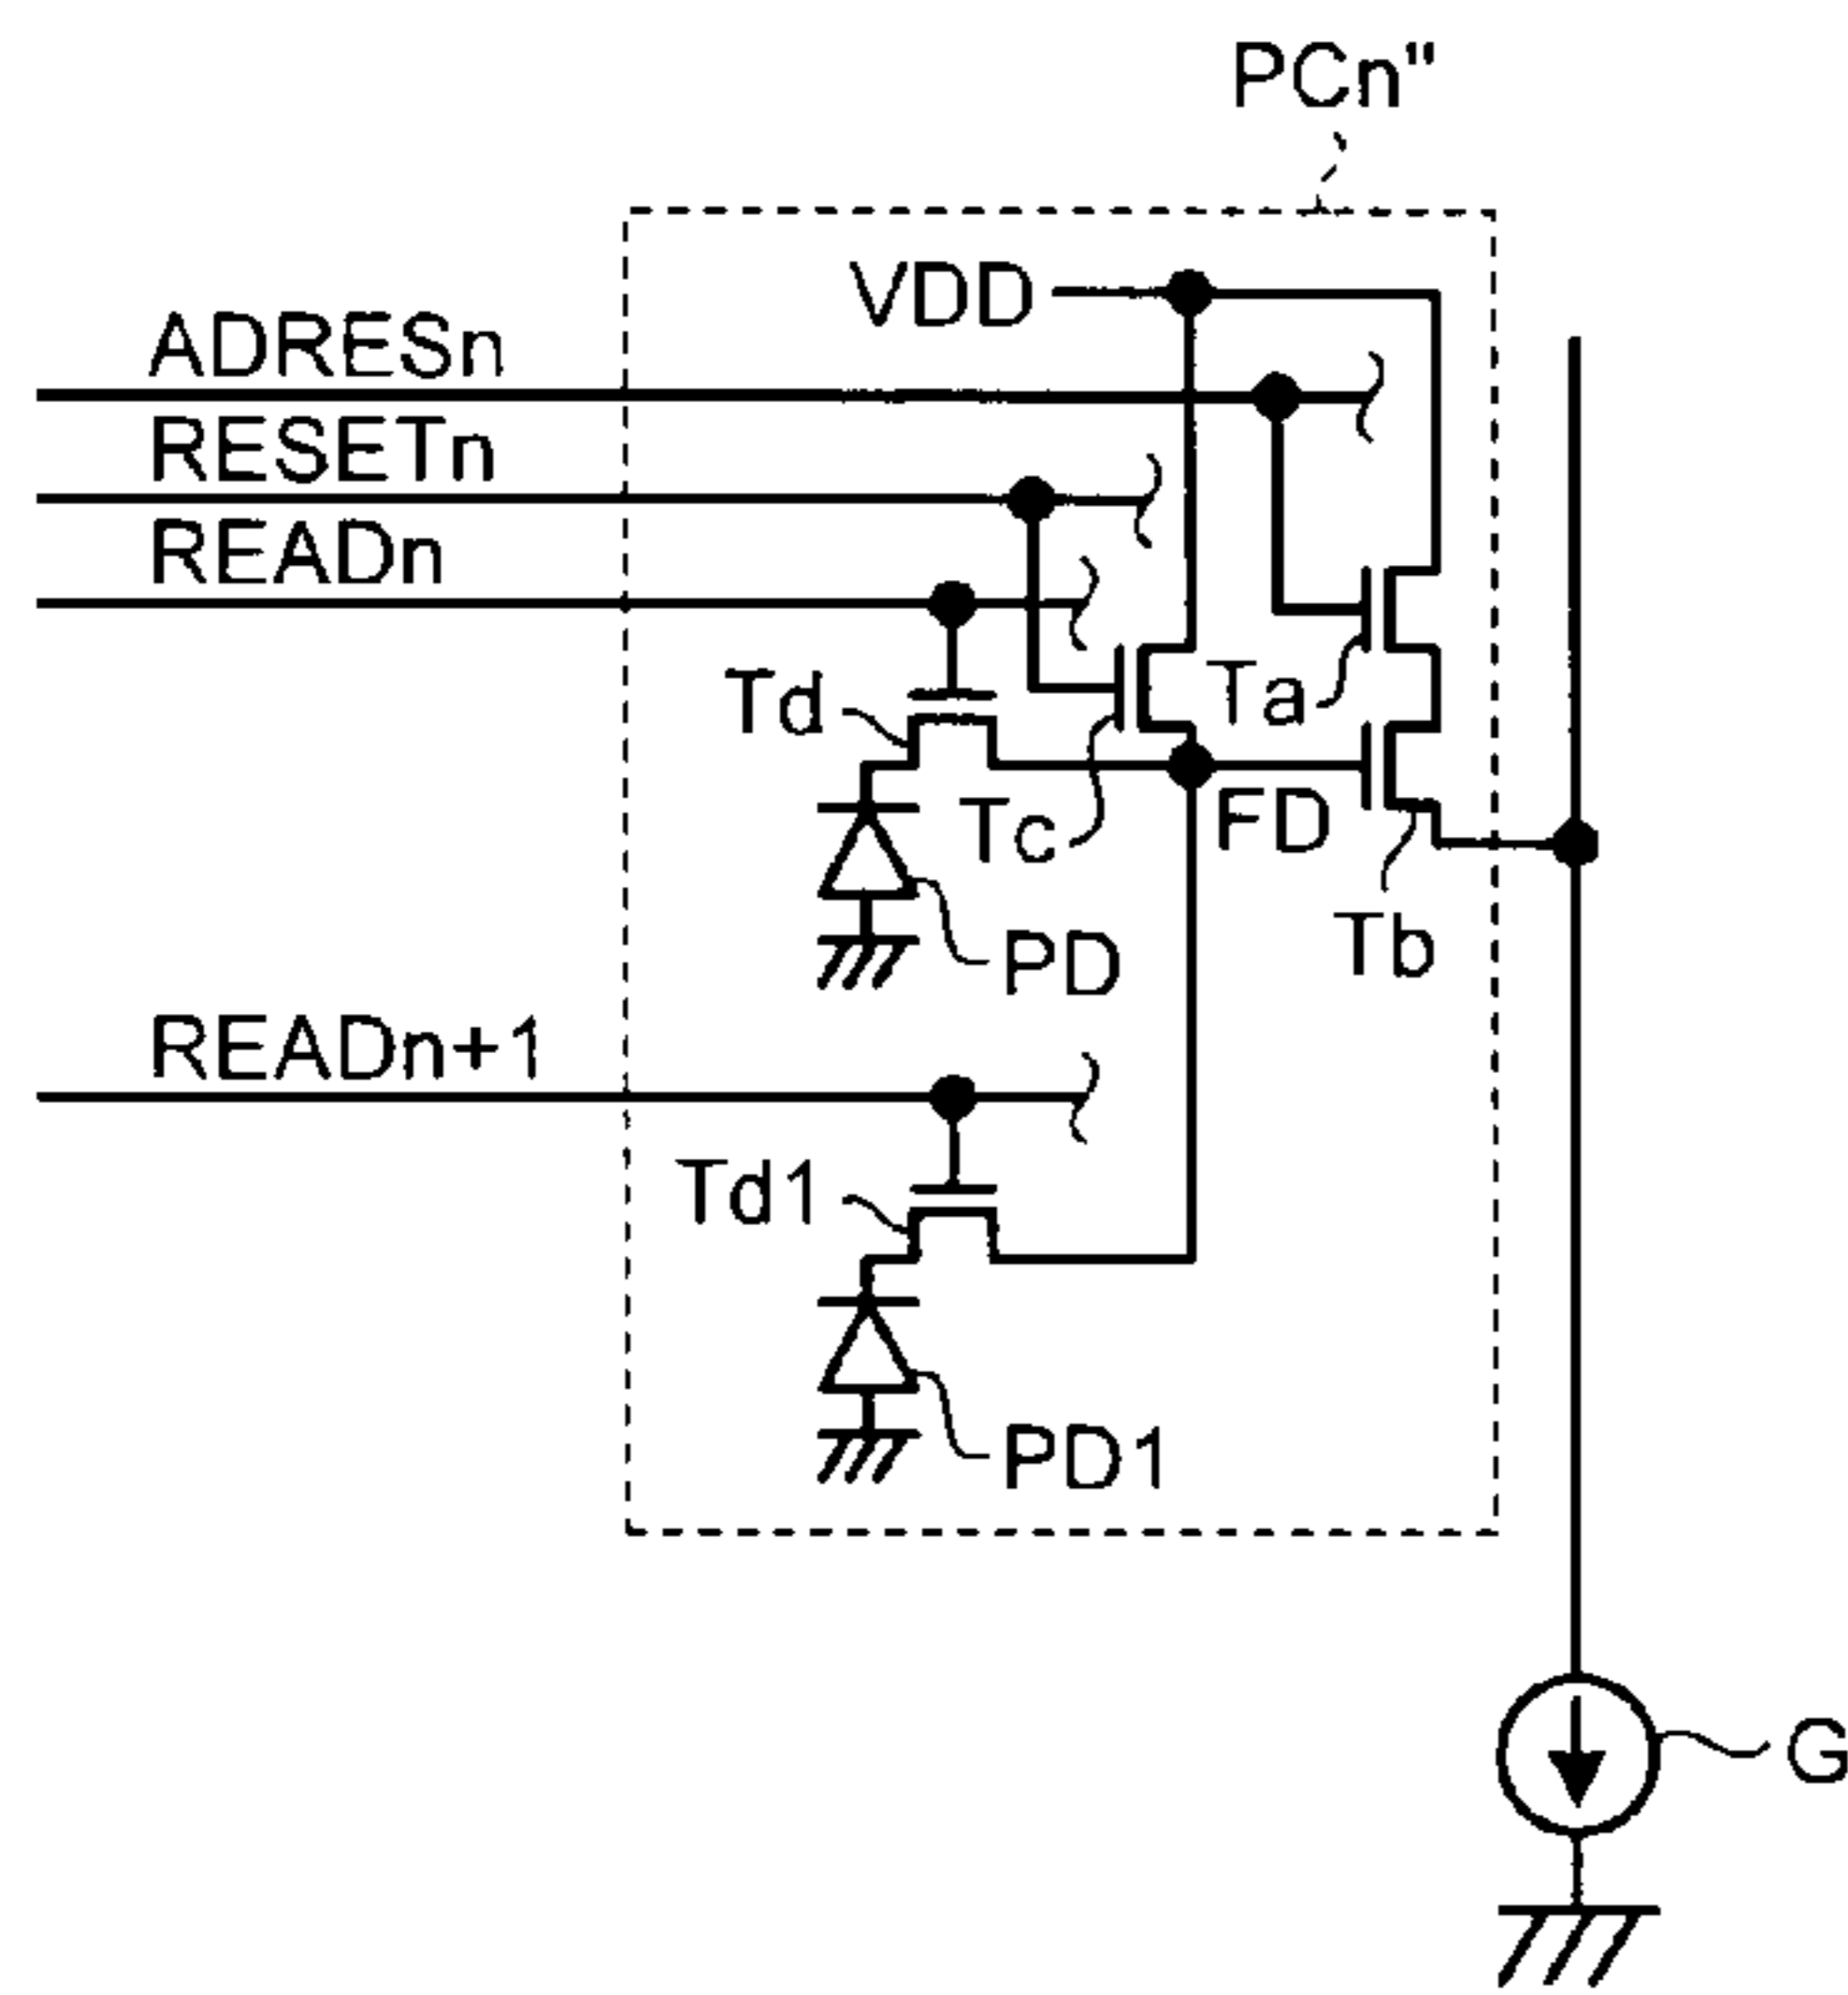 PCn"
VDD
ADRESn
RESETn
READn
Td
Ta
Tc
FD
Tb
PD
READn+1
Td1
PD1
G